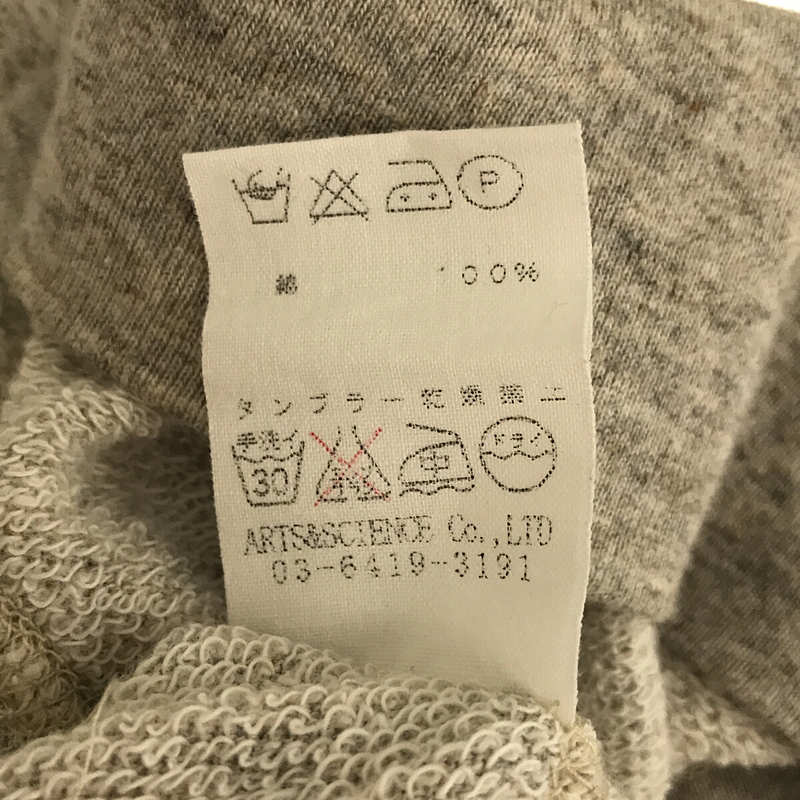 P
綿 100%
タンブラー乾燥禁止
手洗イ 30 中 ドライ
ARTS&SCIENCE Co.,LTD
03-6419-3191